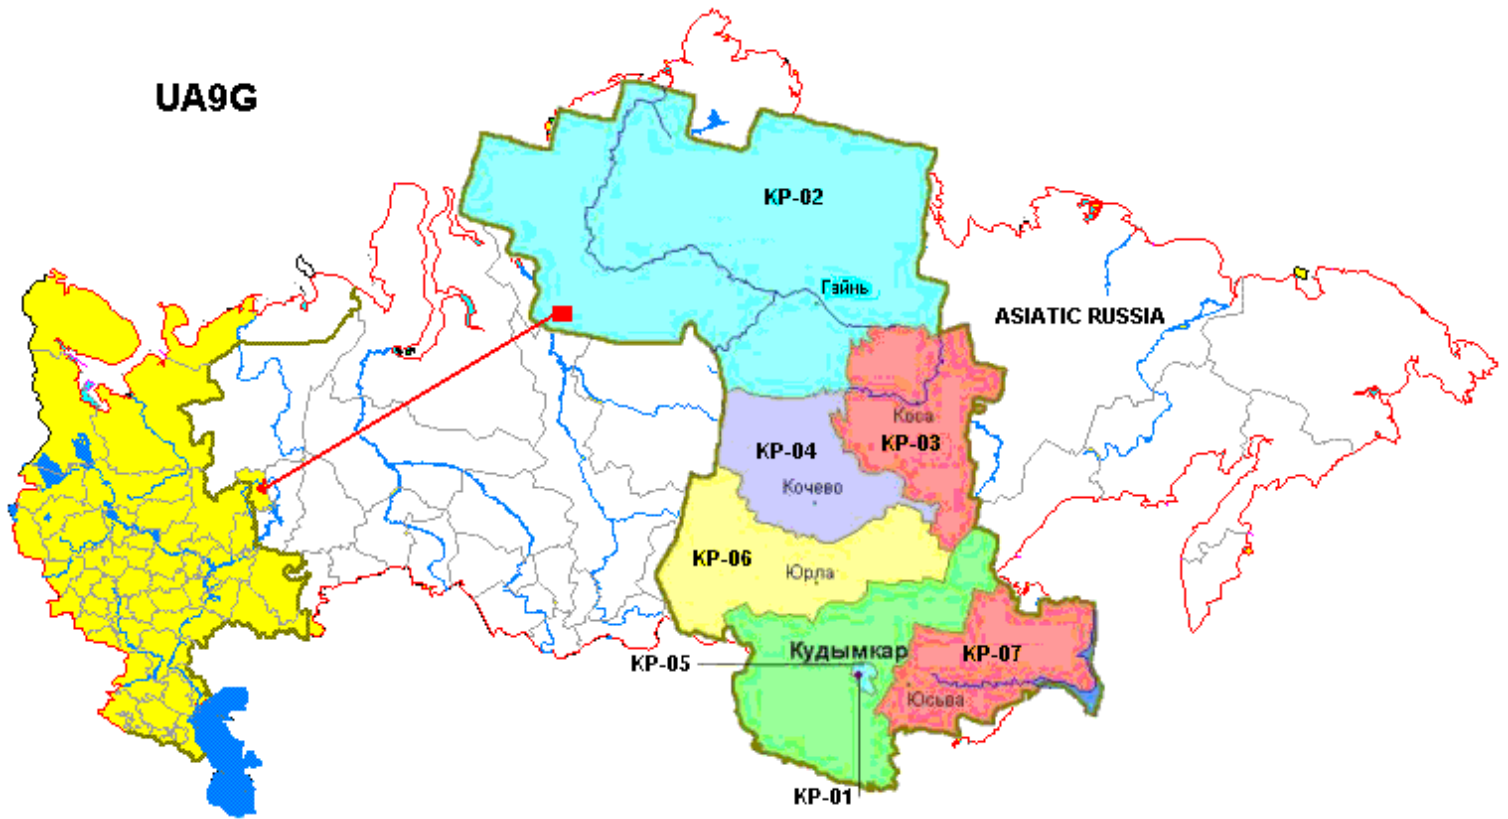 UA9G
KP-02
Гайнь
ASIATIC RUSSIA
Коса
KP-03
KP-04
Кочево
KP-06
Юрла
Кудымкар
KP-05
KP-07
Юсьва
KP-01